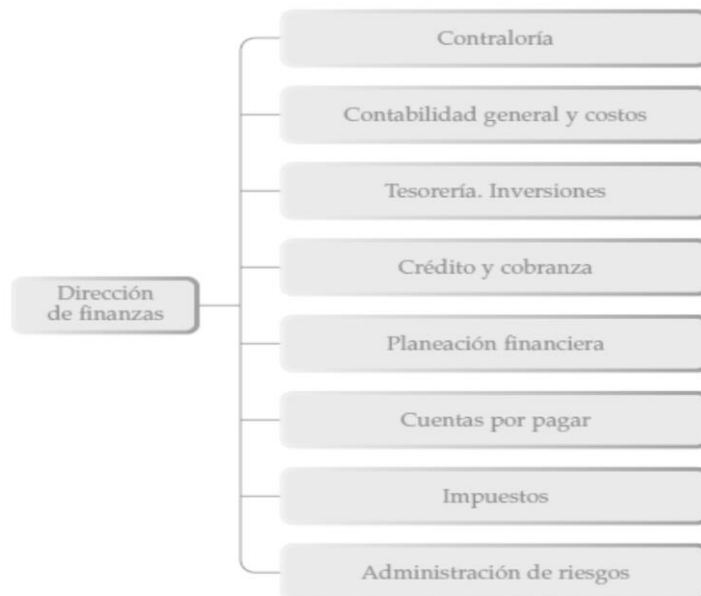 Contraloría
Contabilidad general y costos
Tesorería. Inversiones
Crédito y cobranza
Dirección
de finanzas
Planeación financiera
Cuentas por pagar
Impuestos
Administración de riesgos